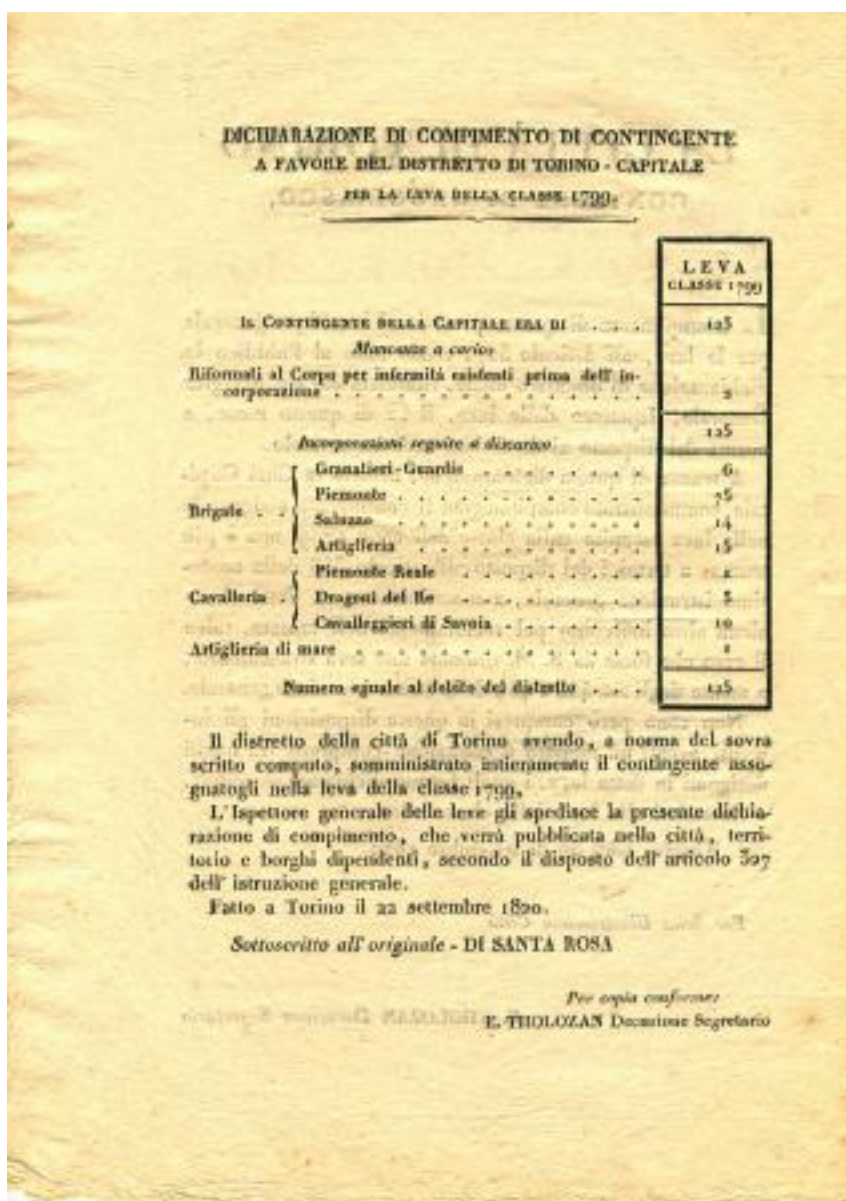 DICHIARAZIONE DI COMPIMENTO DI CONTINGENTE
A FAVORE DEL DISTRETTO DI TORINO - CAPITALE
PER LA LEVA DELLA CLASSE 1799.
LEVA
CLASSE 1799
IL CONTINGENTE DELLA CAPITALE ERA DI . . . . 123
Mancanze a carico:
Riformati al Corpo per infermità esistenti prima dell' in-
corporazione . . . . . . . . . . . . . . . 2
125
Incorporazioni seguite a discarico
Granatieri-Guardie . . . . . . . . . 6
Piemonte . . . . . . . . . . . . .
Brigate . . Saluzzo . . . . . . . . . . . . 14
Artiglieria . . . . . . . . . . . . 15
Piemonte Reale . . . . . . . . . .
Cavalleria . Dragoni del Re . . . . . . . . . .
Cavalleggieri di Savoia . . . . . . . 10
Artiglieria di mare . . . . . . . . . . . . . . .
Numero eguale al debito del distretto . . . . 125
Il distretto della città di Torino avendo, a norma del sovra
scritto computo, somministrato intieramente il contingente asse-
gnatogli nella leva della classe 1799,
L'Ispettore generale delle leve gli spedisce la presente dichia-
razione di compimento, che verrà pubblicata nella città, terri-
torio e borghi dipendenti, secondo il disposto dell' articolo
dell' istruzione generale.
Fatto a Torino il 22 settembre 1820.
Sottoscritto all' originale - DI SANTA ROSA
Per copia conforme:
E. THOLOZAN Decurione Segretario